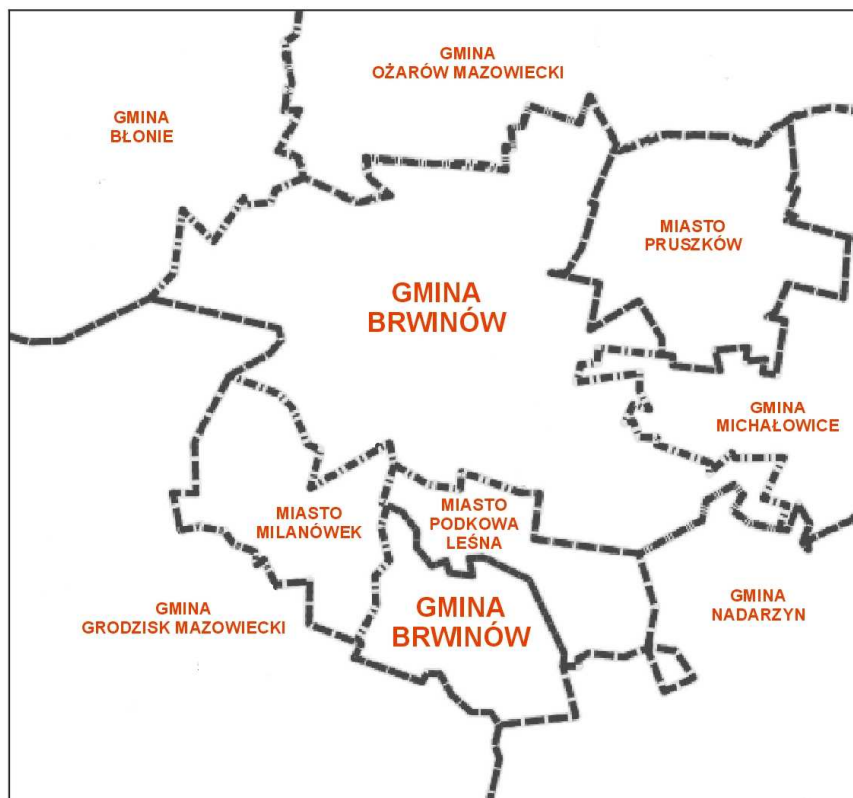 GMINA
OŻARÓW MAZOWIECKI
GMINA
BŁONIE
MIASTO
PRUSZKÓW
GMINA
BRWINÓW
GMINA
MICHAŁOWICE
MIASTO
MILANÓWEK
MIASTO
PODKOWA
LEŚNA
GMINA
GRODZISK MAZOWIECKI
GMINA
BRWINÓW
GMINA
NADARZYN